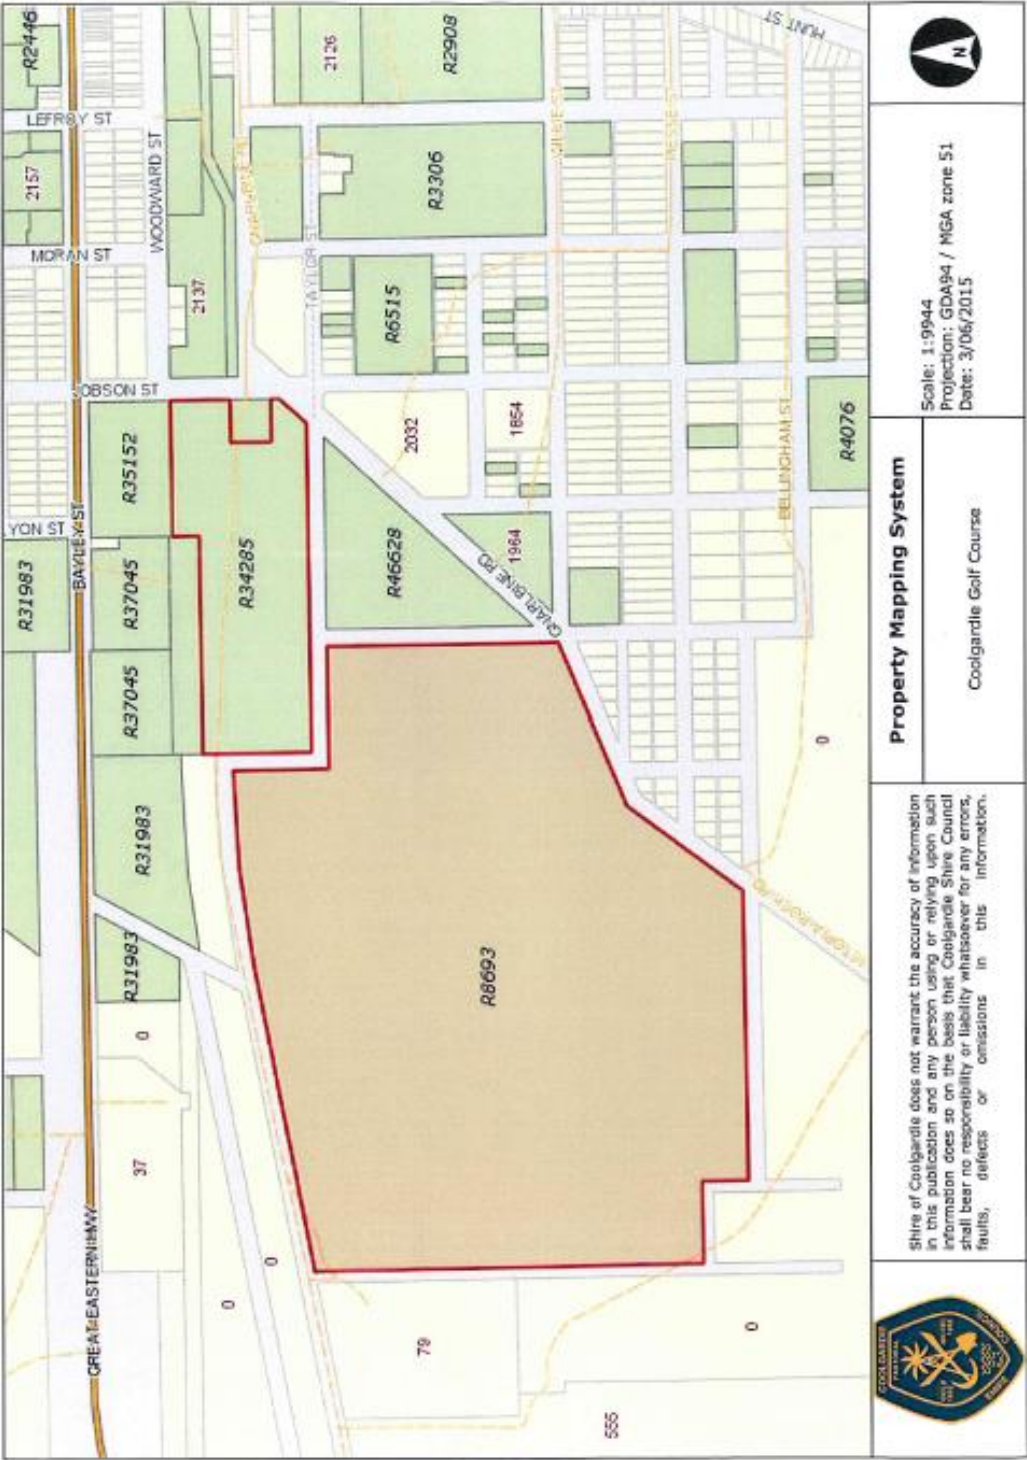 R2446
LEFROY ST
2157
MORAN ST
WOODWARD ST
2137
2126
R2908
HUNT ST
R3306
TAYLOR ST
R6515
JOBSON ST
R35152
YON ST
BAYLEY ST
R31983
R37045
R34285
R46628
2032
1854
1964
GNARLBINE RD
BELLINGHAM ST
R4076
R37045
R31983
R31983
R8693
0
0
37
0
0
GREAT EASTERN HWY
79
0
555
Shire of Coolgardie does not warrant the accuracy of information
in this publication and any person using or relying upon such
information does so on the basis that Coolgardie Shire Council
shall bear no responsibility or liability whatsoever for any errors,
faults, defects or omissions in this information.
Property Mapping System
Coolgardie Golf Course
Scale: 1:9944
Projection: GDA94 / MGA zone 51
Date: 3/06/2015
N